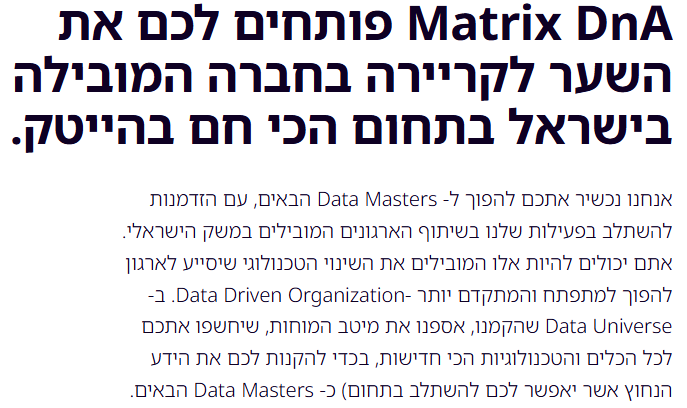 Matrix DnA פותחים לכם את
השער לקריירה בחברה המובילה
בישראל בתחום הכי חם בהייטק.
אנחנו נכשיר אתכם להפוך ל- Data Masters הבאים, עם הזדמנות
להשתלב בפעילות שלנו בשיתוף הארגונים המובילים במשק הישראלי.
אתם יכולים להיות אלו המובילים את השינוי הטכנולוגי שיסייע לארגון
להפוך למתפתח והמתקדם יותר -Data Driven Organization. ב-
Data Universe שהקמנו, אספנו את מיטב המוחות, שיחשפו אתכם
לכל הכלים והטכנולוגיות הכי חדישות, בכדי להקנות לכם את הידע
הנחוץ אשר יאפשר לכם להשתלב בתחום) כ- Data Masters הבאים.